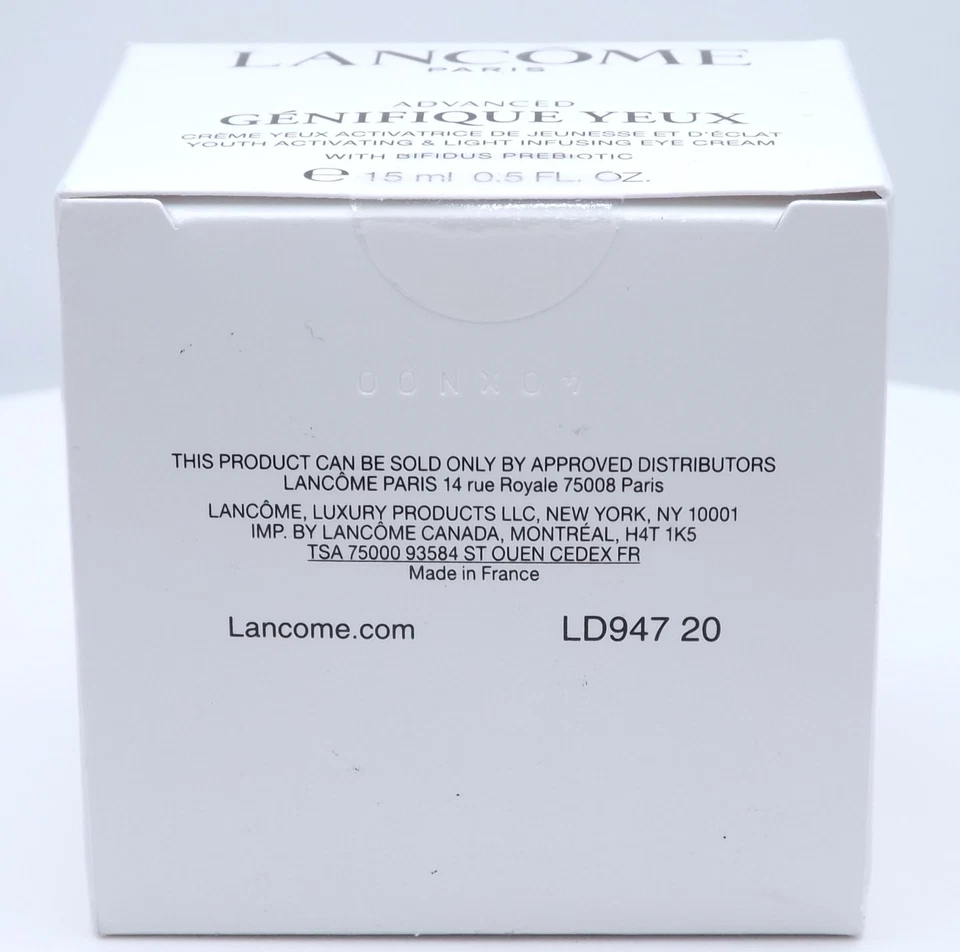 LANCÔME
PARIS
ADVANCED
GÉNIFIQUE YEUX
CRÈME YEUX ACTIVATRICE DE JEUNESSE ET D'ÉCLAT
YOUTH ACTIVATING & LIGHT INFUSING EYE CREAM
WITH BIFIDUS PREBIOTIC
℮ 15 ml 0.5 FL. OZ.
00NX04
THIS PRODUCT CAN BE SOLD ONLY BY APPROVED DISTRIBUTORS
LANCÔME PARIS 14 rue Royale 75008 Paris
LANCÔME, LUXURY PRODUCTS LLC, NEW YORK, NY 10001
IMP. BY LANCÔME CANADA, MONTRÉAL, H4T 1K5
TSA 75000 93584 ST OUEN CEDEX FR
Made in France
Lancome.com LD947 20